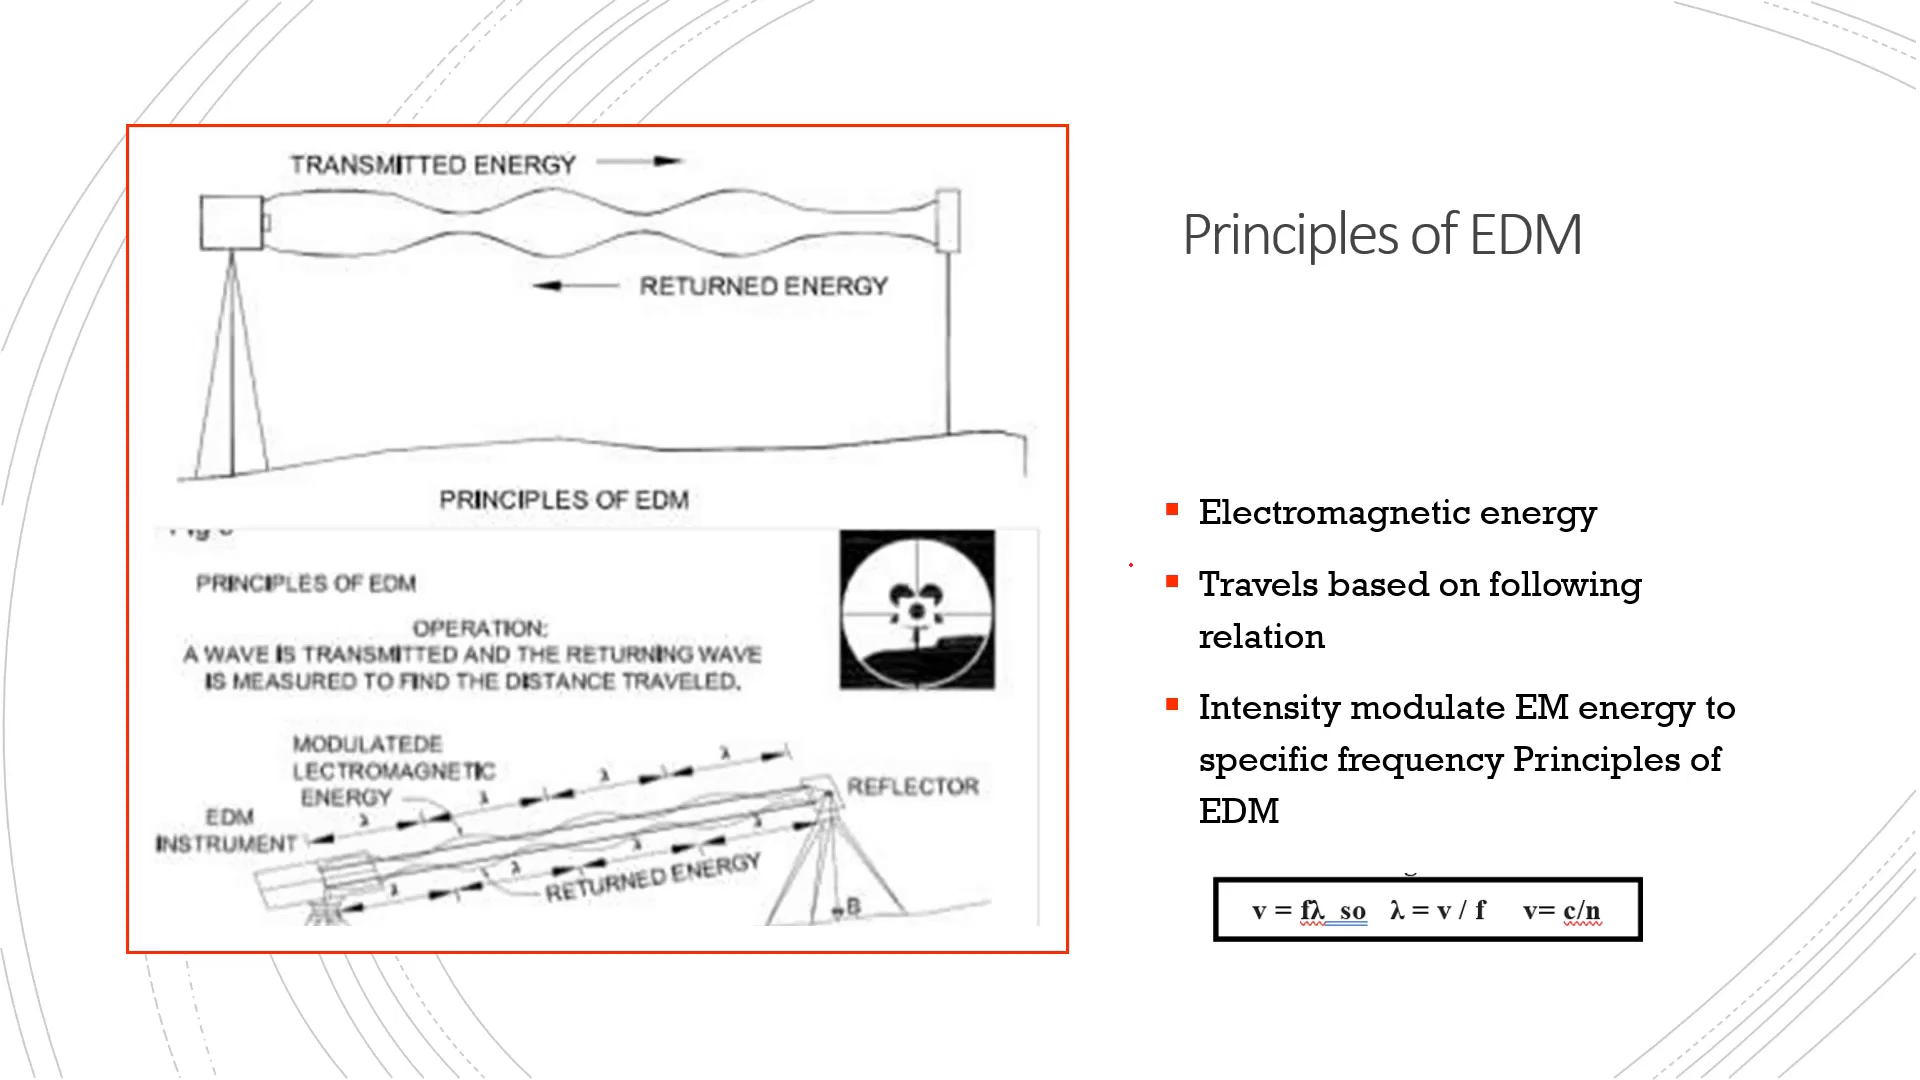 TRANSMITTED ENERGY
RETURNED ENERGY
PRINCIPLES OF EDM
PRINCIPLES OF EDM
OPERATION:
A WAVE IS TRANSMITTED AND THE RETURNING WAVE
IS MEASURED TO FIND THE DISTANCE TRAVELED.
MODULATEDE
LECTROMAGNETIC
ENERGY
EDM
INSTRUMENT
λ
λ
λ
λ
REFLECTOR
λ
λ
λ
λ
RETURNED ENERGY
B
Principles of EDM
Electromagnetic energy
Travels based on following
relation
Intensity modulate EM energy to
specific frequency Principles of
EDM
v = fλ so λ = v / f v= c/n